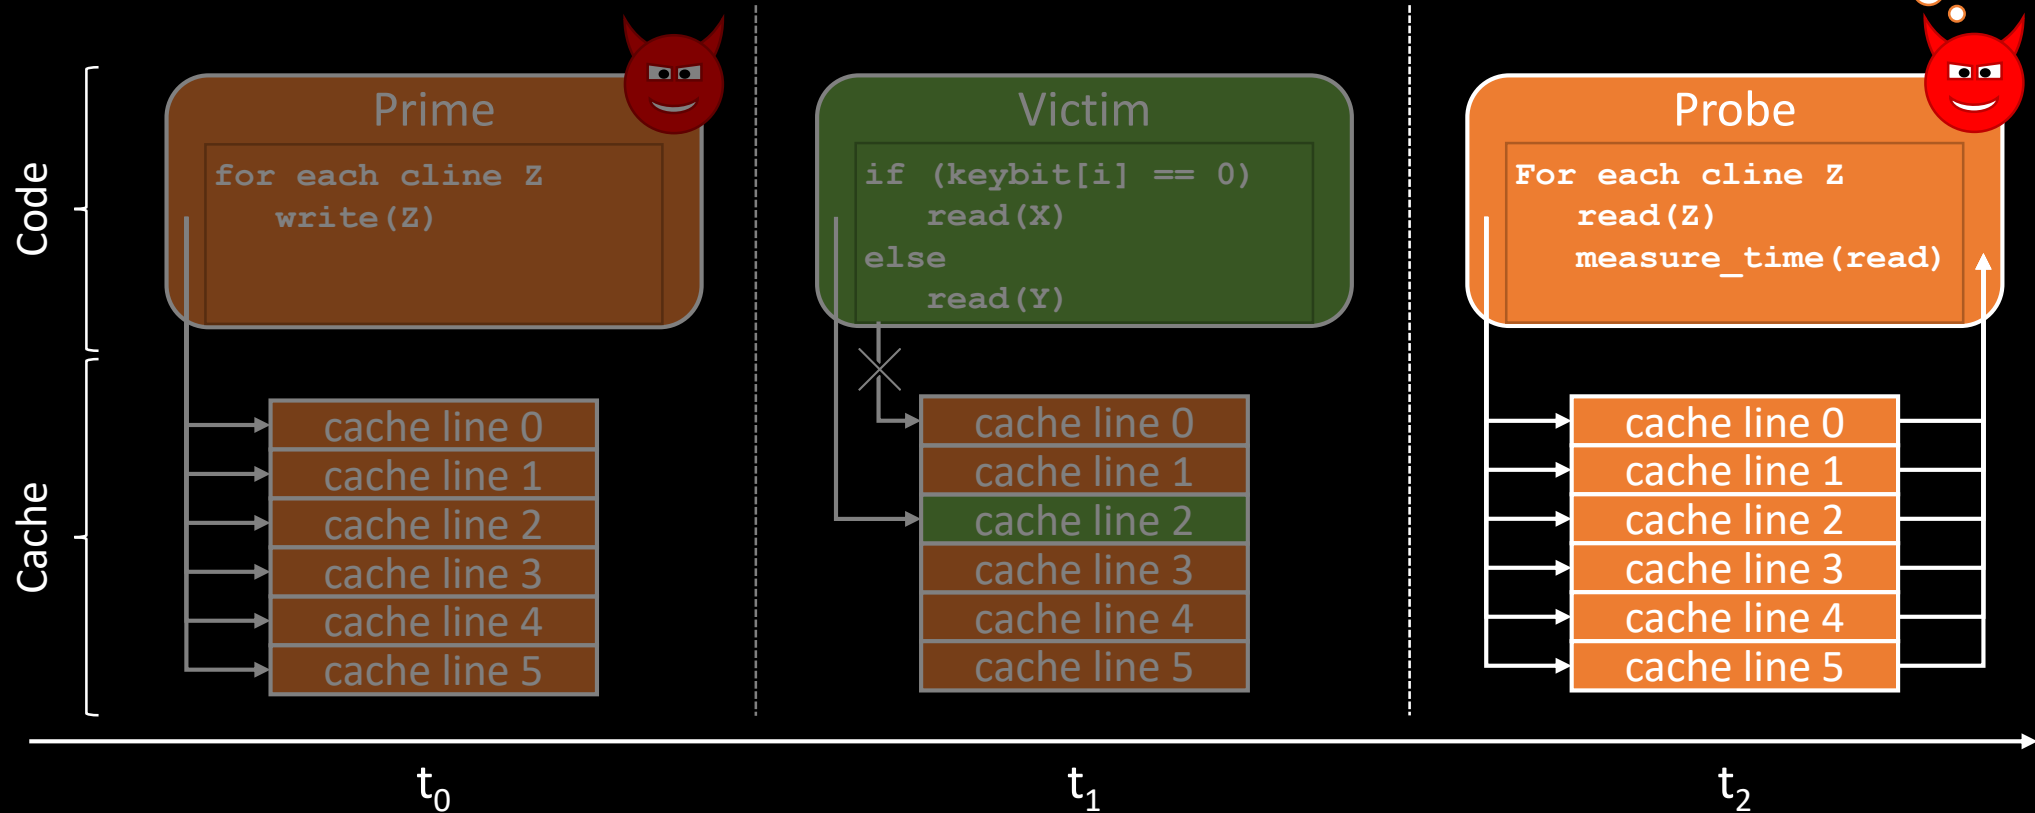 Code
Cache
Prime
for each cline Z
write(Z)
cache line 0
cache line 1
cache line 2
cache line 3
cache line 4
cache line 5
Victim
if (keybit[i] == 0)
read(X)
else
read(Y)
cache line 0
cache line 1
cache line 2
cache line 3
cache line 4
cache line 5
Probe
For each cline Z
read(Z)
measure_time(read)
cache line 0
cache line 1
cache line 2
cache line 3
cache line 4
cache line 5
t0
t1
t2